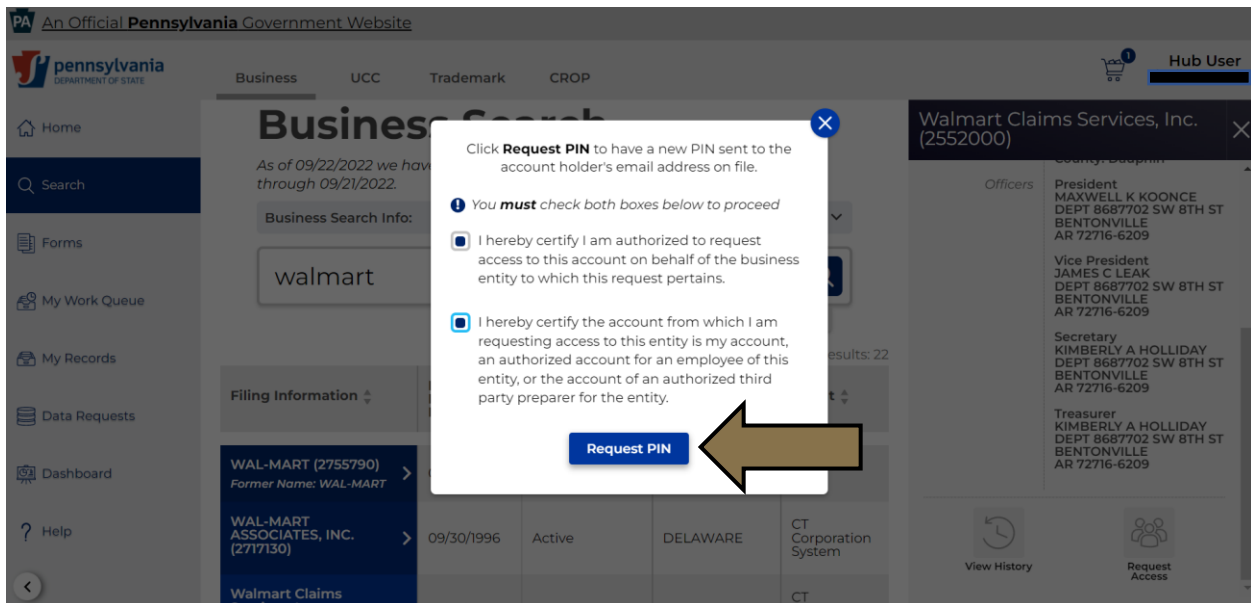 PA An Official Pennsylvania Government Website
pennsylvania
DEPARTMENT OF STATE
Business UCC Trademark CROP
1
Hub User
Home
Search
Forms
My Work Queue
My Records
Data Requests
Dashboard
Help
Business Search
As of 09/22/2022 we hav
through 09/21/2022.
Business Search Info:
walmart
esults: 22
Filing Information
t
WAL-MART (2755790)
Former Name: WAL-MART
WAL-MART
ASSOCIATES, INC.
(2717130)
09/30/1996
Active
DELAWARE
CT
Corporation
System
Walmart Claims
CT
Click Request PIN to have a new PIN sent to the
account holder's email address on file.
You must check both boxes below to proceed
I hereby certify I am authorized to request
access to this account on behalf of the business
entity to which this request pertains.
I hereby certify the account from which I am
requesting access to this entity is my account,
an authorized account for an employee of this
entity, or the account of an authorized third
party preparer for the entity.
Request PIN
Walmart Claims Services, Inc.
(2552000)
County: Dauphin
Officers
President
MAXWELL K KOONCE
DEPT 8687702 SW 8TH ST
BENTONVILLE
AR 72716-6209
Vice President
JAMES C LEAK
DEPT 8687702 SW 8TH ST
BENTONVILLE
AR 72716-6209
Secretary
KIMBERLY A HOLLIDAY
DEPT 8687702 SW 8TH ST
BENTONVILLE
AR 72716-6209
Treasurer
KIMBERLY A HOLLIDAY
DEPT 8687702 SW 8TH ST
BENTONVILLE
AR 72716-6209
View History
Request
Access